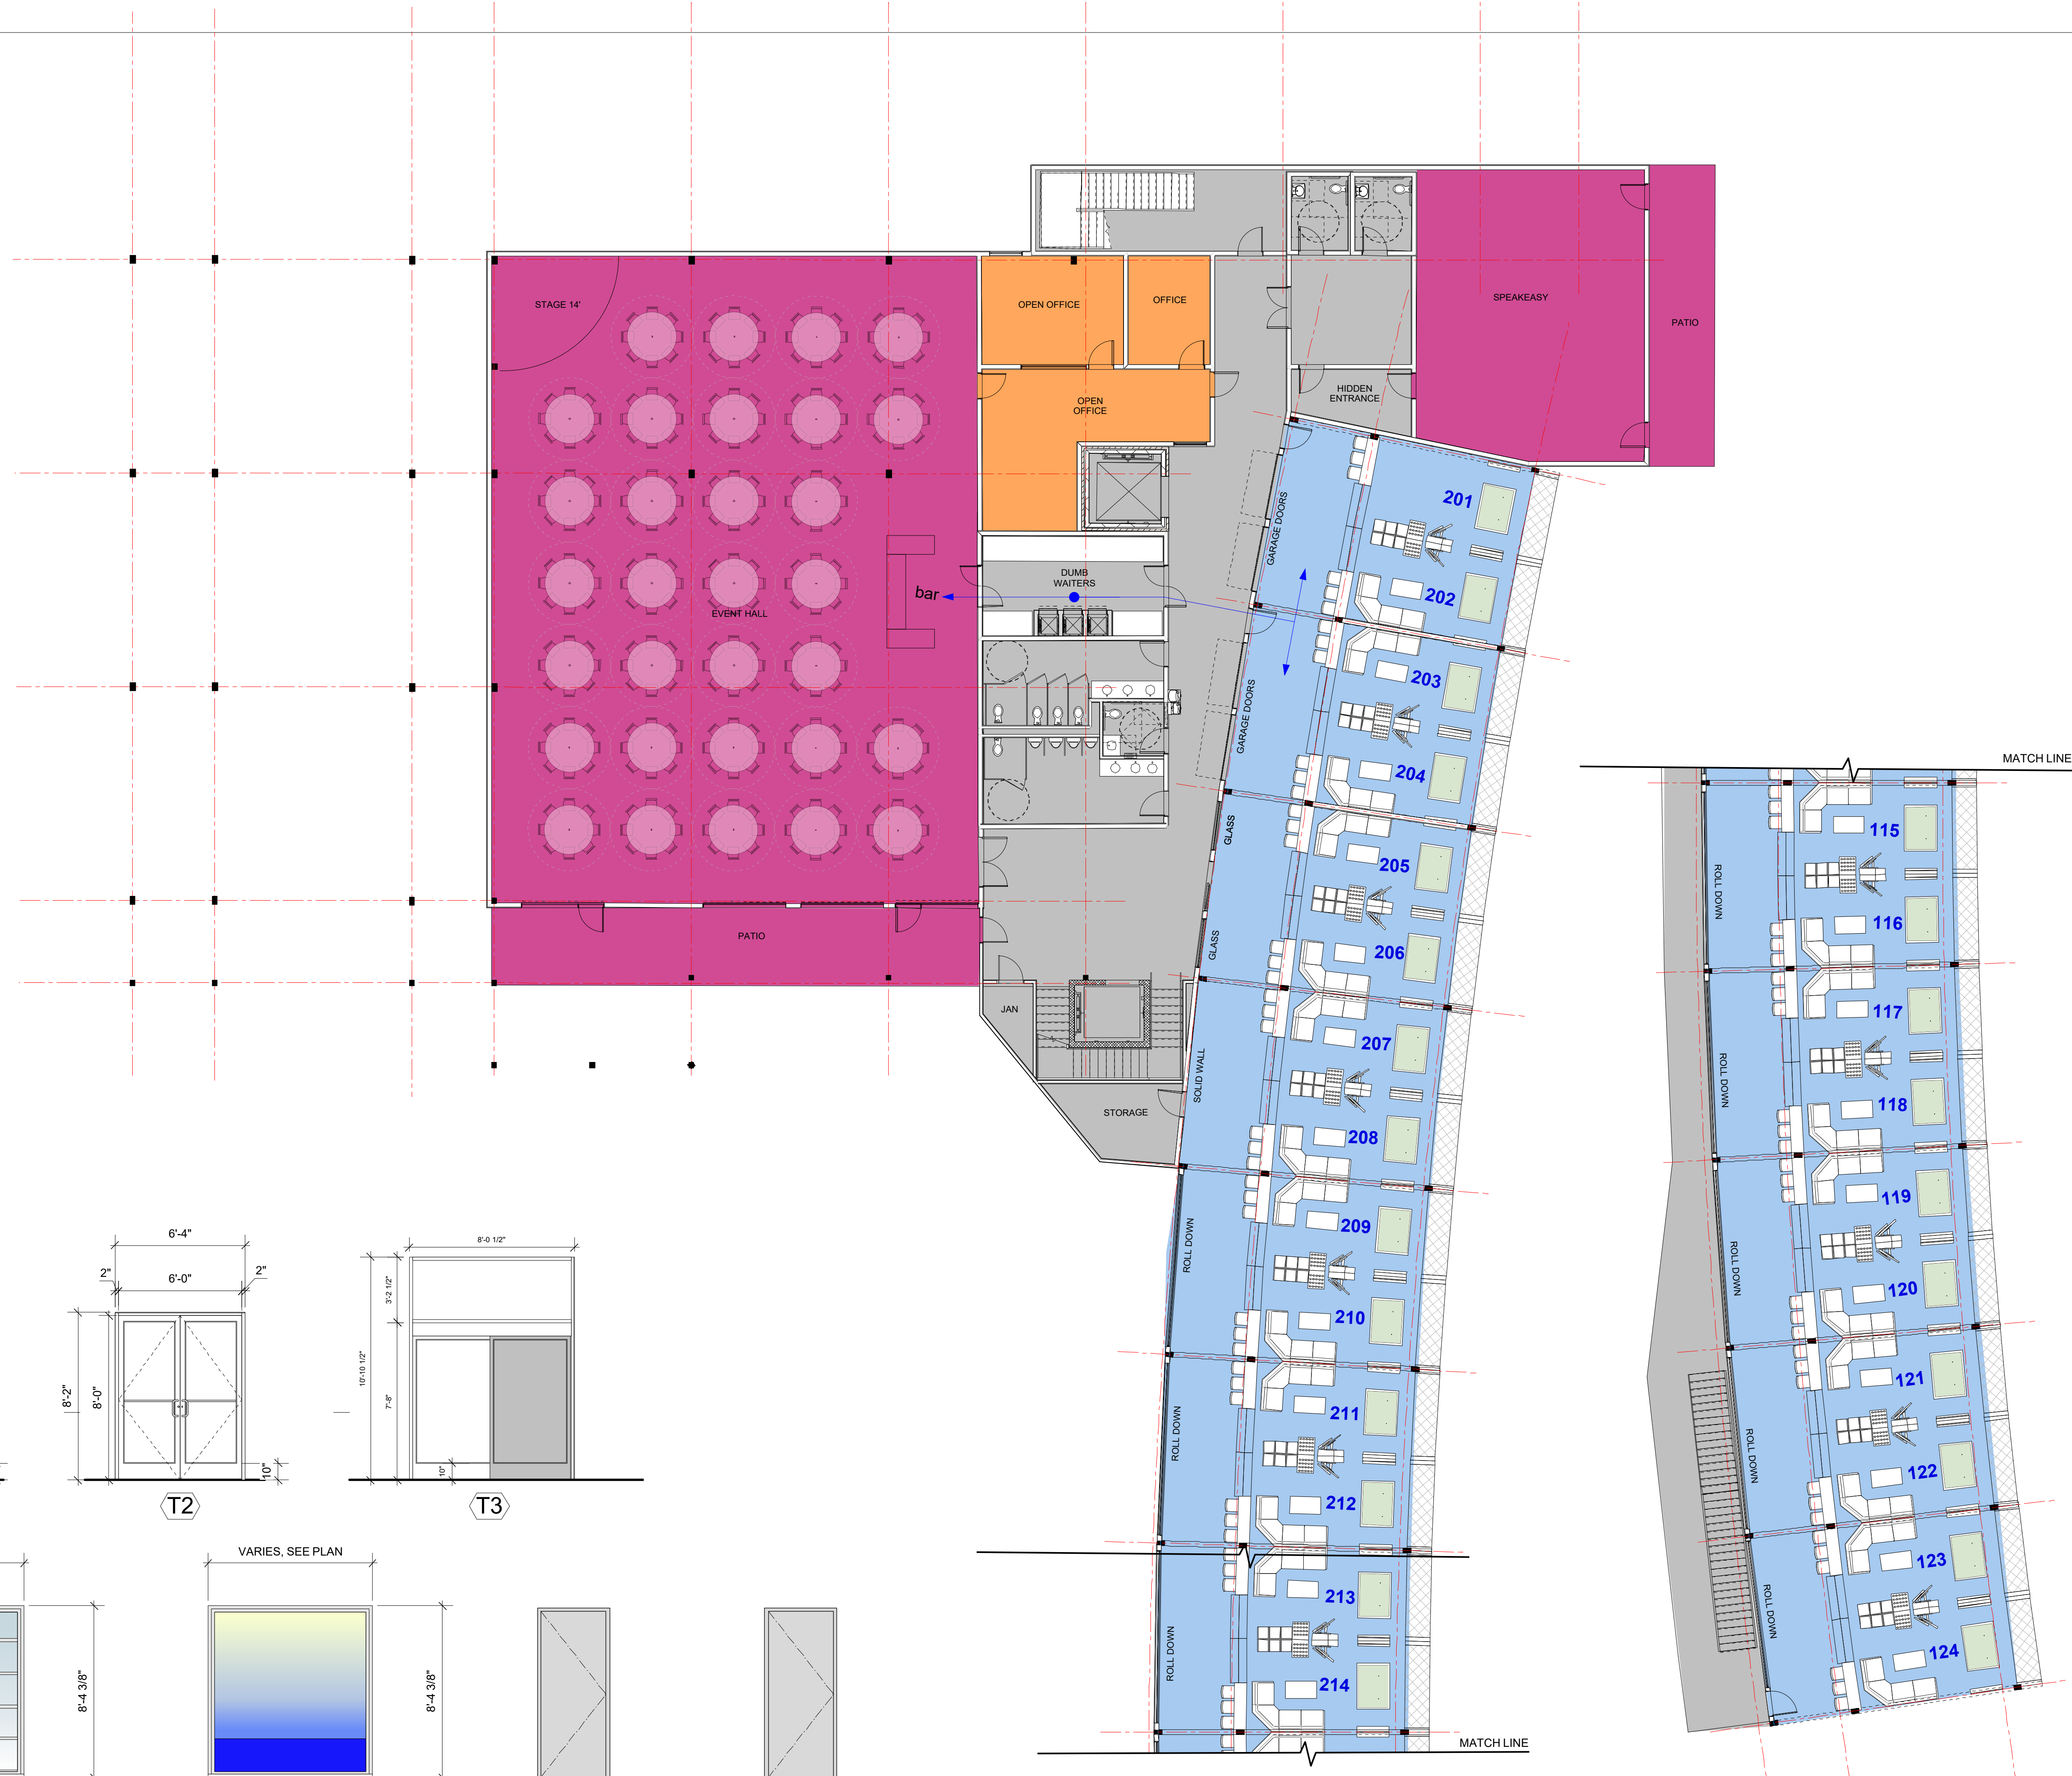 STAGE 14'
OPEN OFFICE
OFFICE
SPEAKEASY
PATIO
HIDDEN
ENTRANCE
OPEN
OFFICE
GARAGE DOORS
201
DUMB
WAITERS
bar
EVENT HALL
202
203
GARAGE DOORS
204
GLASS
205
GLASS
206
PATIO
JAN
207
SOLID WALL
STORAGE
208
ROLL DOWN
209
210
ROLL DOWN
211
212
213
ROLL DOWN
214
MATCH LINE
MATCH LINE
115
ROLL DOWN
116
117
ROLL DOWN
118
119
ROLL DOWN
120
121
ROLL DOWN
122
123
ROLL DOWN
124
6'-4"
2"
6'-0"
2"
8'-2"
8'-0"
10"
T2
8'-0 1/2"
3'-2 1/2"
10'-10 1/2"
7'-8"
10"
T3
VARIES, SEE PLAN
8'-4 3/8"
8'-4 3/8"